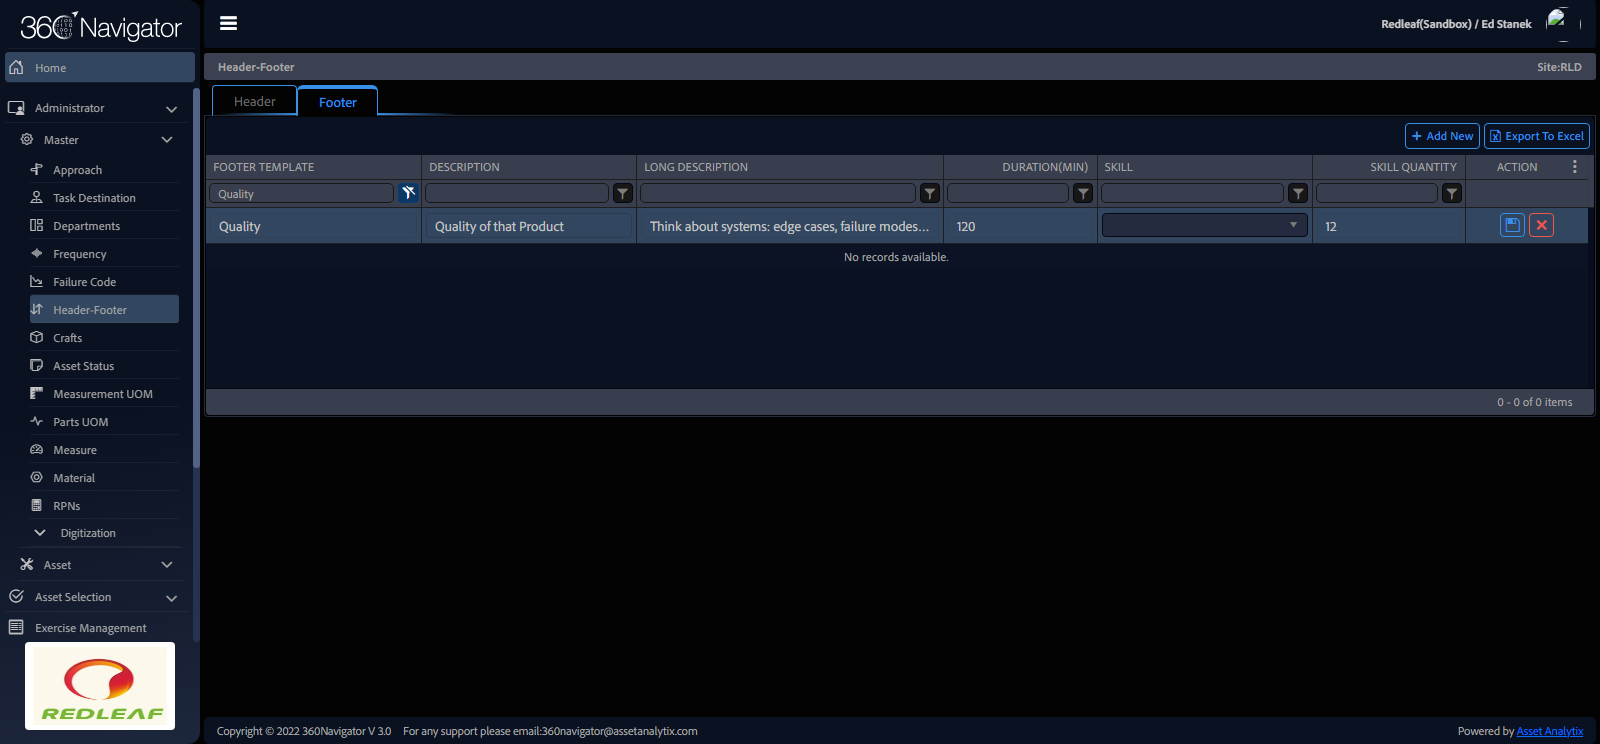 360 Navigator
Redleaf(Sandbox) / Ed Stanek
Home
Header-Footer
Site:RLD
Administrator
Master
Approach
Task Destination
Departments
Frequency
Failure Code
Header-Footer
Crafts
Asset Status
Measurement UOM
Parts UOM
Measure
Material
RPNs
Digitization
Asset
Asset Selection
Exercise Management
REDLEAF
Header
Footer
Add New
Export To Excel
FOOTER TEMPLATE DESCRIPTION LONG DESCRIPTION DURATION(MIN) SKILL SKILL QUANTITY ACTION
Quality
Quality Quality of that Product Think about systems: edge cases, failure modes... 120 12
No records available.
0 - 0 of 0 items
Copyright © 2022 360Navigator V 3.0 For any support please email:360navigator@assetanalytix.com
Powered by Asset Analytix